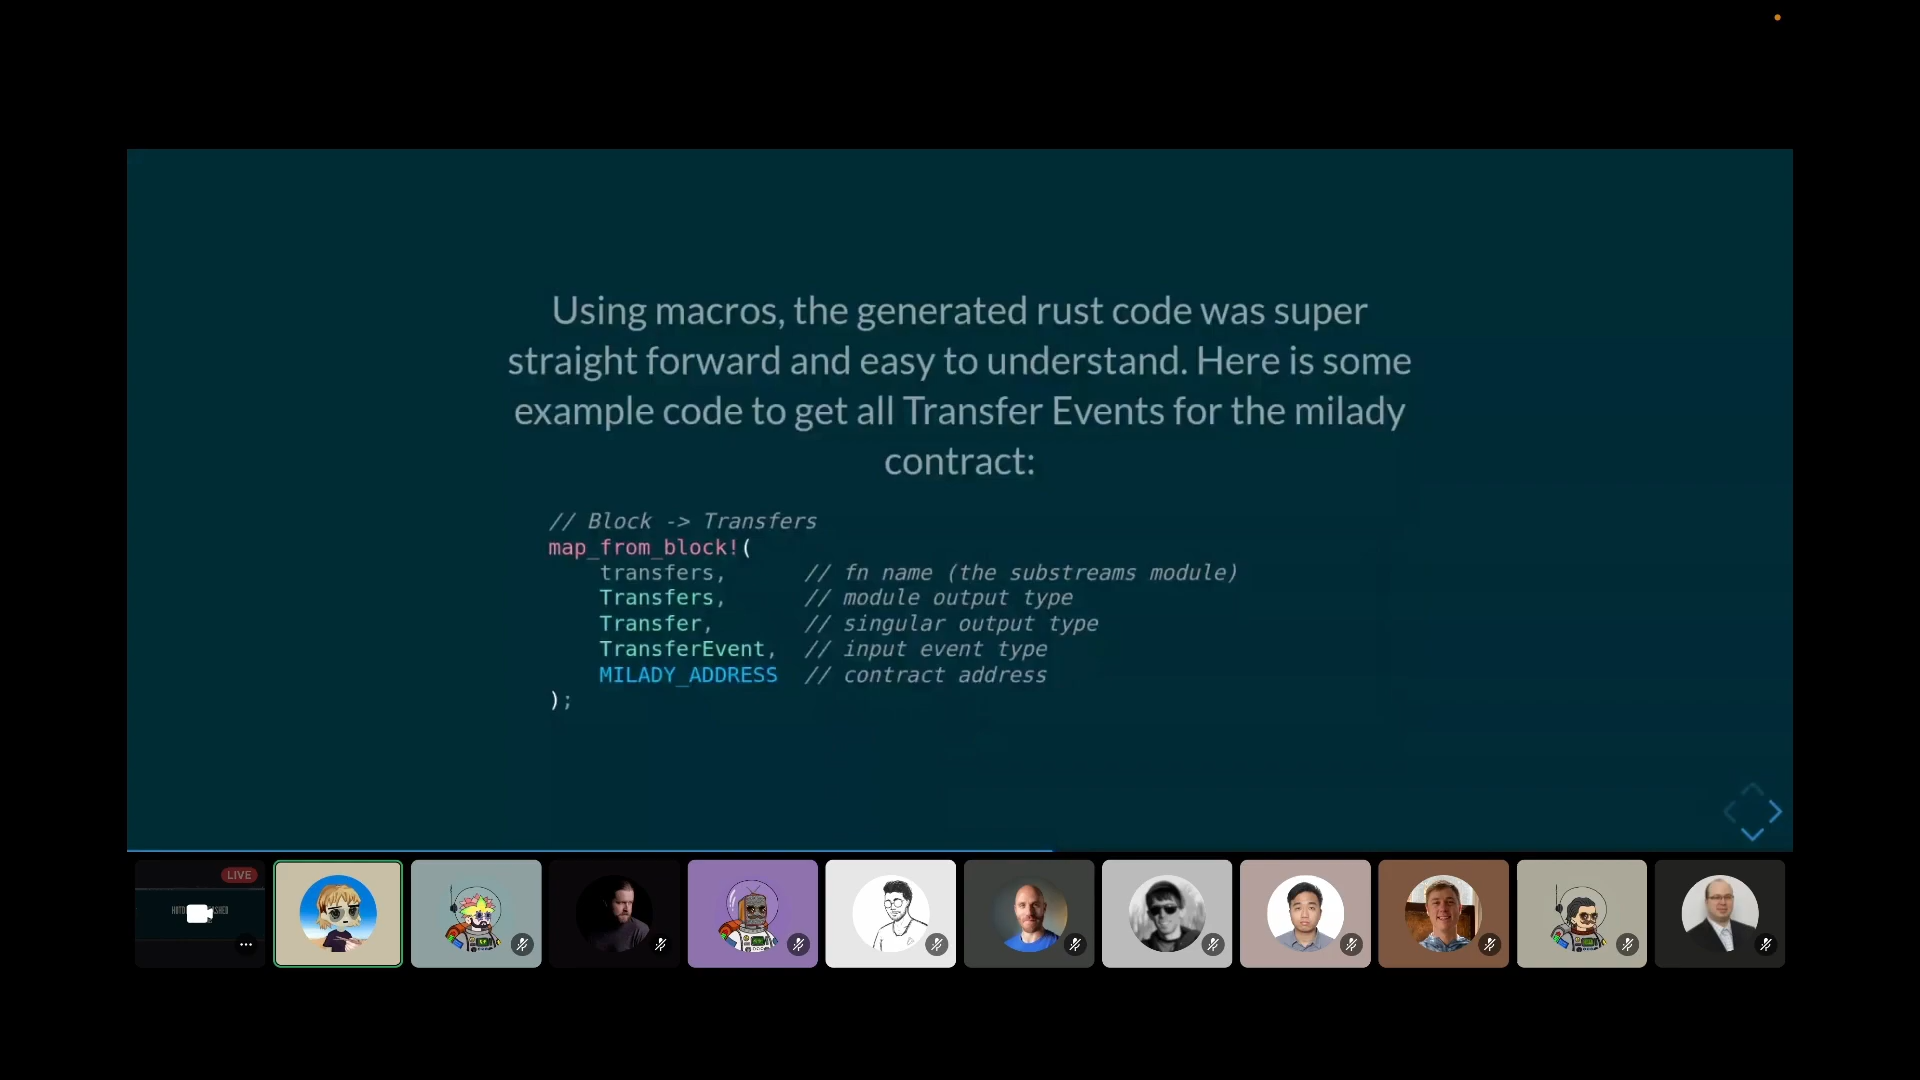 Using macros, the generated rust code was super
straight forward and easy to understand. Here is some
example code to get all Transfer Events for the milady
contract:
// Block -> Transfers
map_from_block!(
    transfers,      // fn name (the substreams module)
    Transfers,      // module output type
    Transfer,       // singular output type
    TransferEvent,  // input event type
    MILADY_ADDRESS  // contract address
);
LIVE